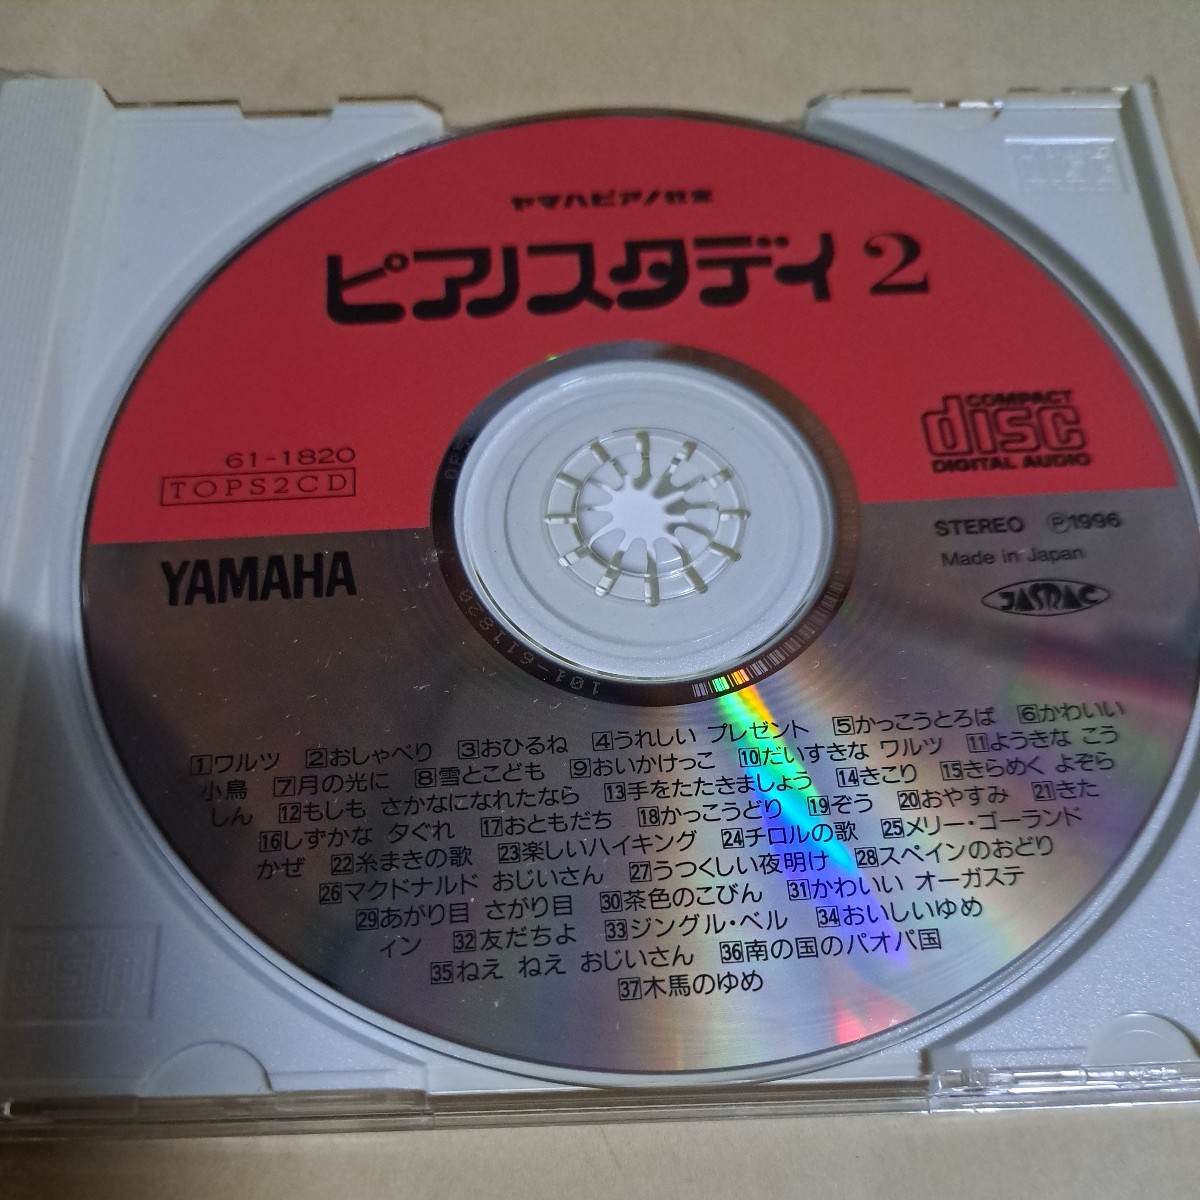 ヤマハピアノ教室
ピアノスタディ2
COMPACT
disc
DIGITAL AUDIO
61-1820
TOPS2CD
STEREO Ⓟ1996
Made in Japan
YAMAHA
JASRAC
101-611820
1ワルツ 2おしゃべり 3おひるね 4うれしい プレゼント 5かっこうとろば 6かわいい
小鳥 7月の光に 8雪とこども 9おいかけっこ 10だいすきな ワルツ 11ようきな こう
しん 12もしも さかなになれたなら 13手をたたきましょう 14きこり 15きらめく よぞら
16しずかな 夕ぐれ 17おともだち 18かっこうどり 19ぞう 20おやすみ 21きた
かぜ 22糸まきの歌 23楽しいハイキング 24チロルの歌 25メリー・ゴーランド
26マクドナルド おじいさん 27うつくしい夜明け 28スペインのおどり
29あがり目 さがり目 30茶色のこびん 31かわいい オーガステ
ィン 32友だちよ 33ジングル・ベル 34おいしいゆめ
35ねえ ねえ おじいさん 36南の国のパオパ国
37木馬のゆめ